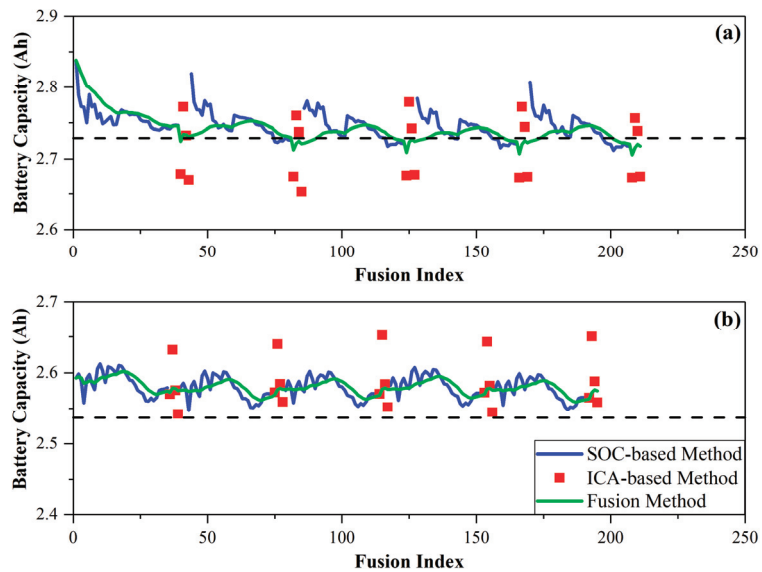 2.9
(a)
2.8
2.7
2.6
0 50 100 150 200 250
Battery Capacity (Ah)
Fusion Index
2.7
(b)
2.6
2.5
2.4
0 50 100 150 200 250
Battery Capacity (Ah)
SOC-based Method
ICA-based Method
Fusion Method
Fusion Index